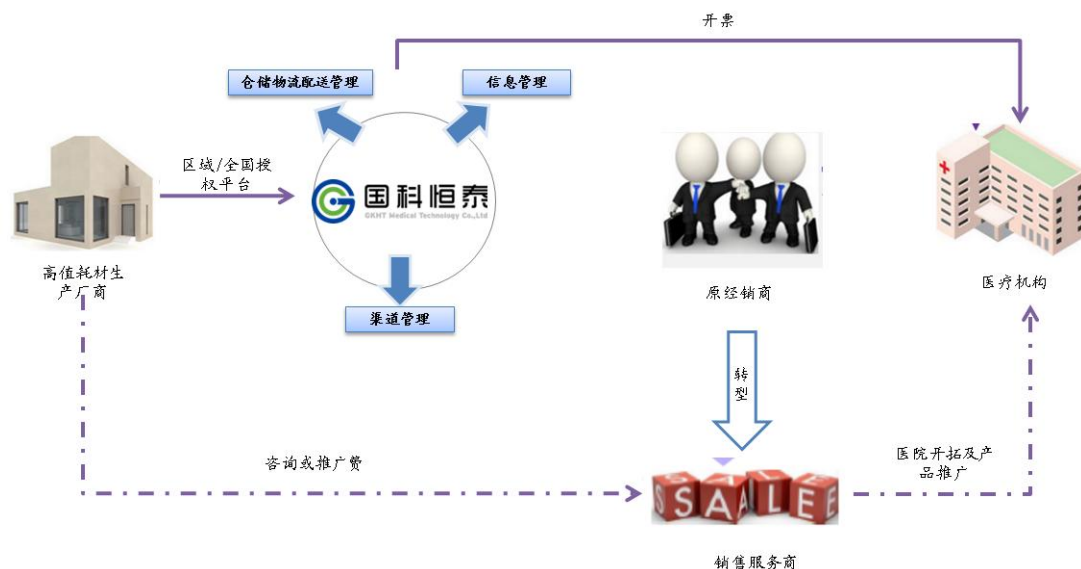 开票
仓储物流配送管理
信息管理
区域/全国授
权平台
国科恒泰
GKHT Medical Technology Co.,Ltd
高值耗材生
产厂商
原经销商
医疗机构
渠道管理
转
型
咨询或推广费
医院开拓及产
品推广
SSAALEE
销售服务商